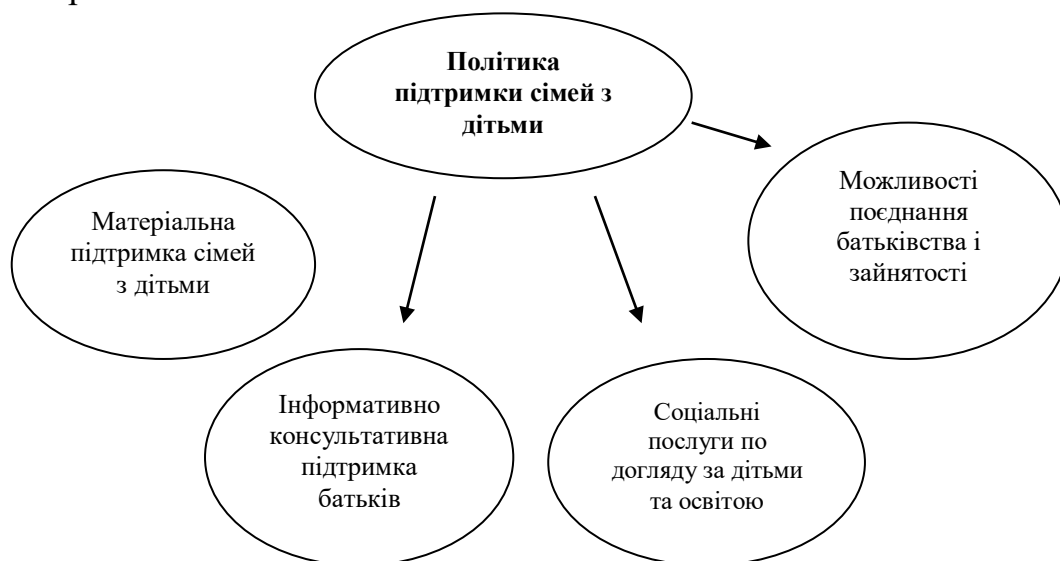 Політика
підтримки сімей з
дітьми
Матеріальна
підтримка сімей
з дітьми
Можливості
поєднання
батьківства і
зайнятості
Інформативно
консультативна
підтримка
батьків
Соціальні
послуги по
догляду за дітьми
та освітою